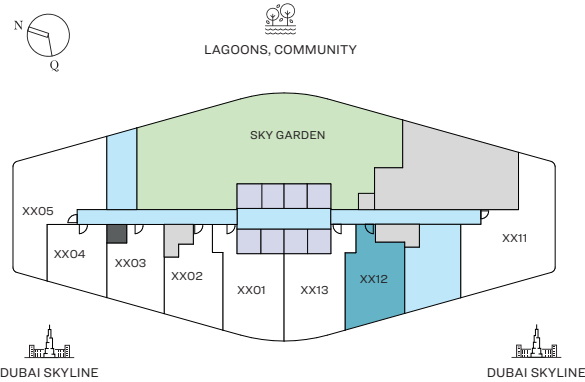 N
Q
LAGOONS, COMMUNITY
SKY GARDEN
XX05
XX11
XX04
XX03
XX02
XX01
XX13
XX12
DUBAI SKYLINE
DUBAI SKYLINE